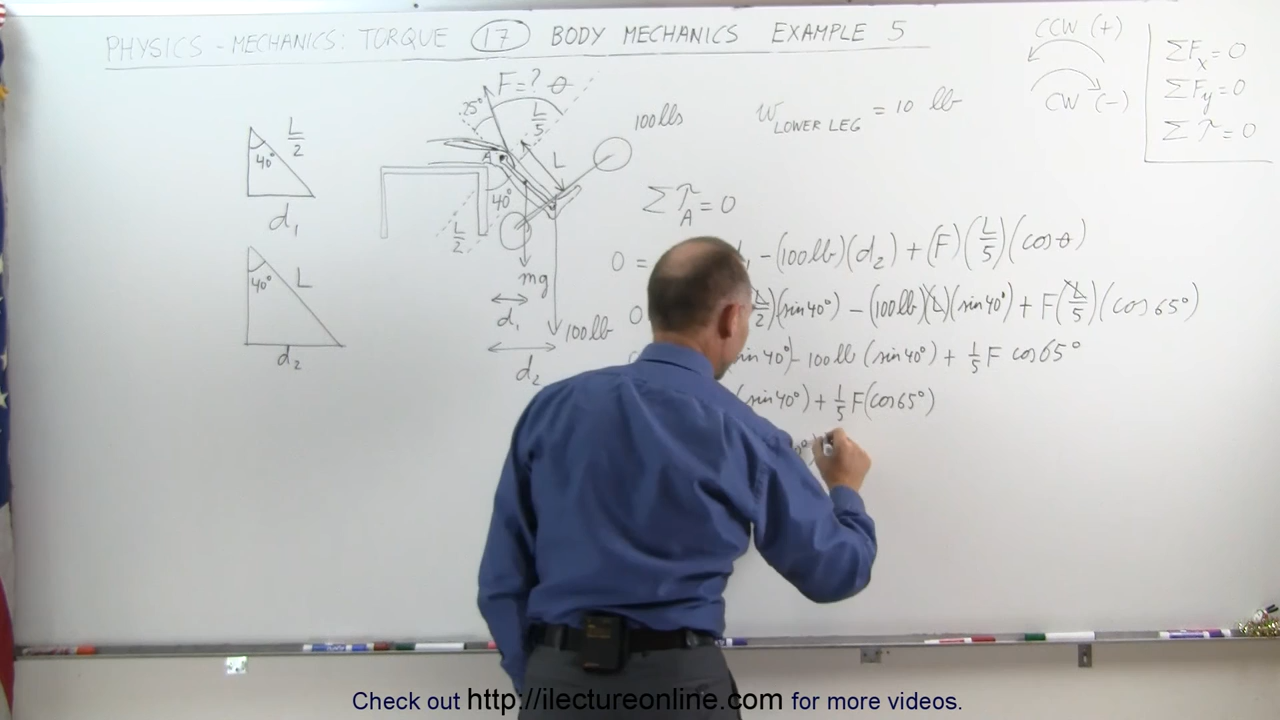 PHYSICS - MECHANICS: TORQUE 17 BODY MECHANICS EXAMPLE 5
CCW (+)
CW (-)
ΣFx = 0
ΣFy = 0
Στ = 0
F = ? θ
25°
L/5
L
100 lbs
A
40°
L/2
mg
d1
100 lb
d2
40° L/2
d1
40° L
d2
W LOWER LEG = 10 lb
Στ_A = 0
0 = - (100 lb)(d2) + (F)(L/5)(cos θ)
0 (sin 40°) - (100 lb)(L)(sin 40°) + F(L/5)(cos 65°)
sin 40°) - 100 lb (sin 40°) + 1/5 F cos 65°
(sin 40°) + 1/5 F(cos 65°)
Check out http://ilectureonline.com for more videos.